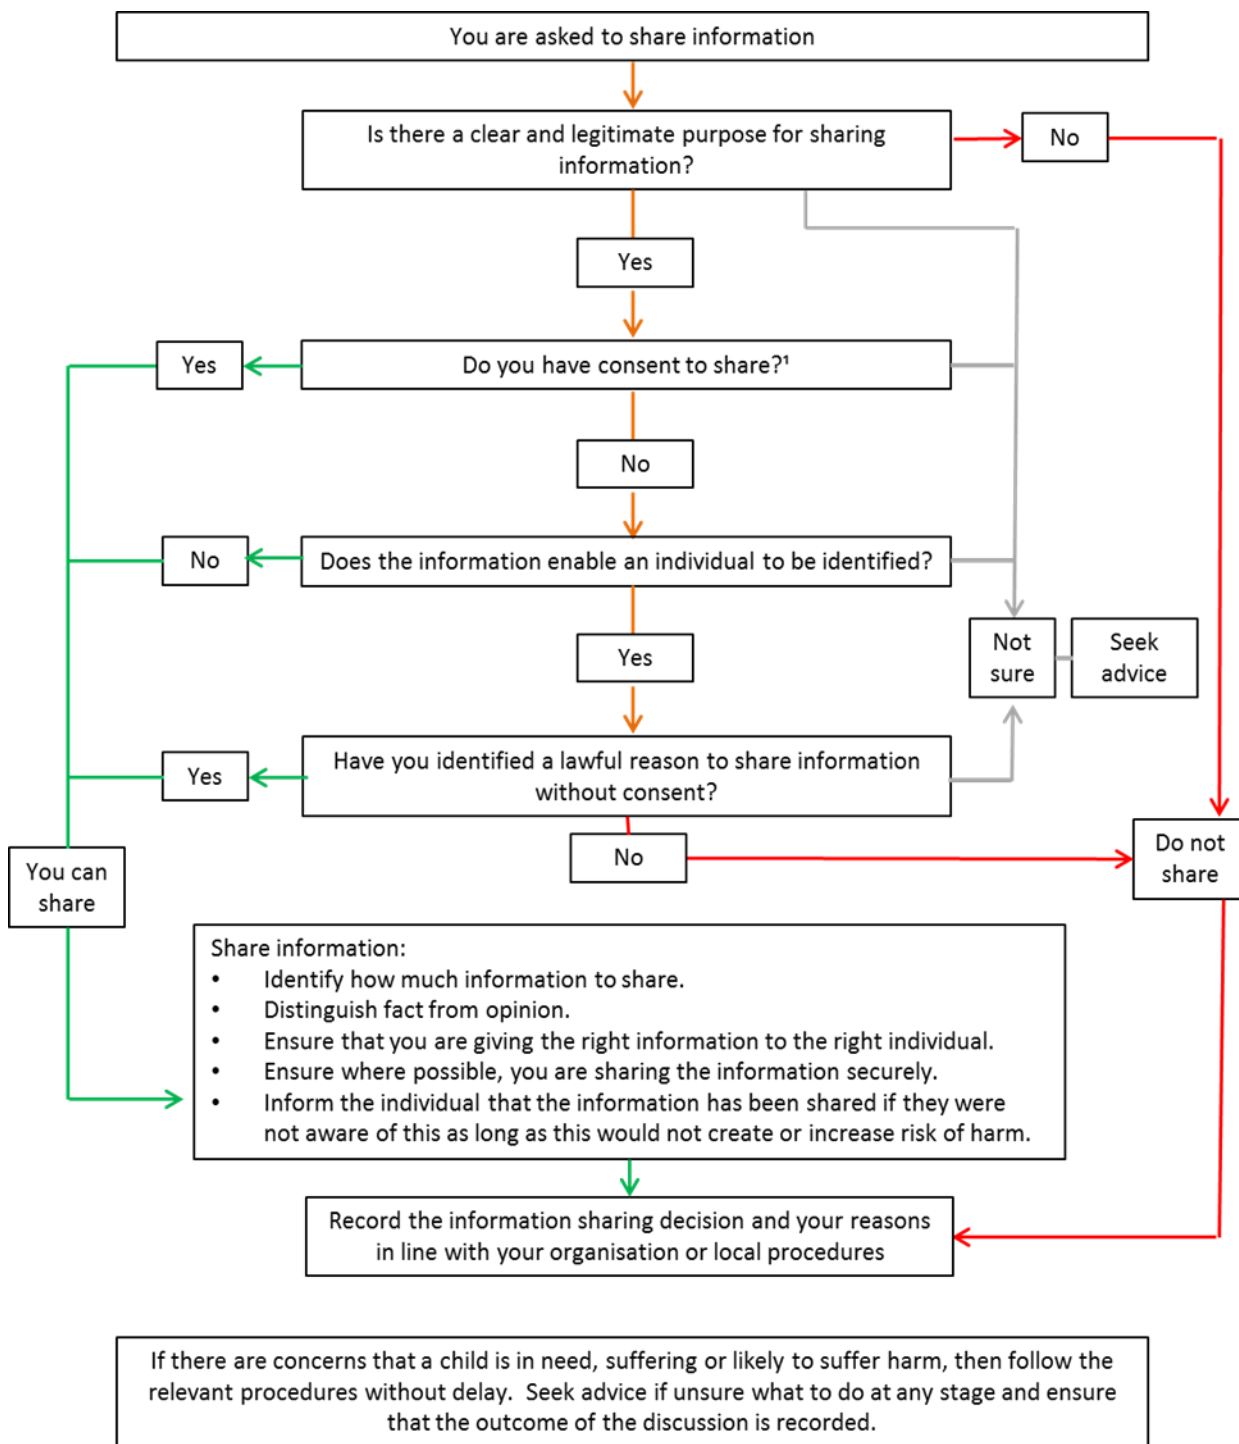 You are asked to share information
Is there a clear and legitimate purpose for sharing
information?
No
Yes
Yes
Do you have consent to share?¹
No
No
Does the information enable an individual to be identified?
Yes
Not
sure
Seek
advice
Yes
Have you identified a lawful reason to share information
without consent?
No
Do not
share
You can
share
Share information:
• Identify how much information to share.
• Distinguish fact from opinion.
• Ensure that you are giving the right information to the right individual.
• Ensure where possible, you are sharing the information securely.
• Inform the individual that the information has been shared if they were
not aware of this as long as this would not create or increase risk of harm.
Record the information sharing decision and your reasons
in line with your organisation or local procedures
If there are concerns that a child is in need, suffering or likely to suffer harm, then follow the
relevant procedures without delay.  Seek advice if unsure what to do at any stage and ensure
that the outcome of the discussion is recorded.